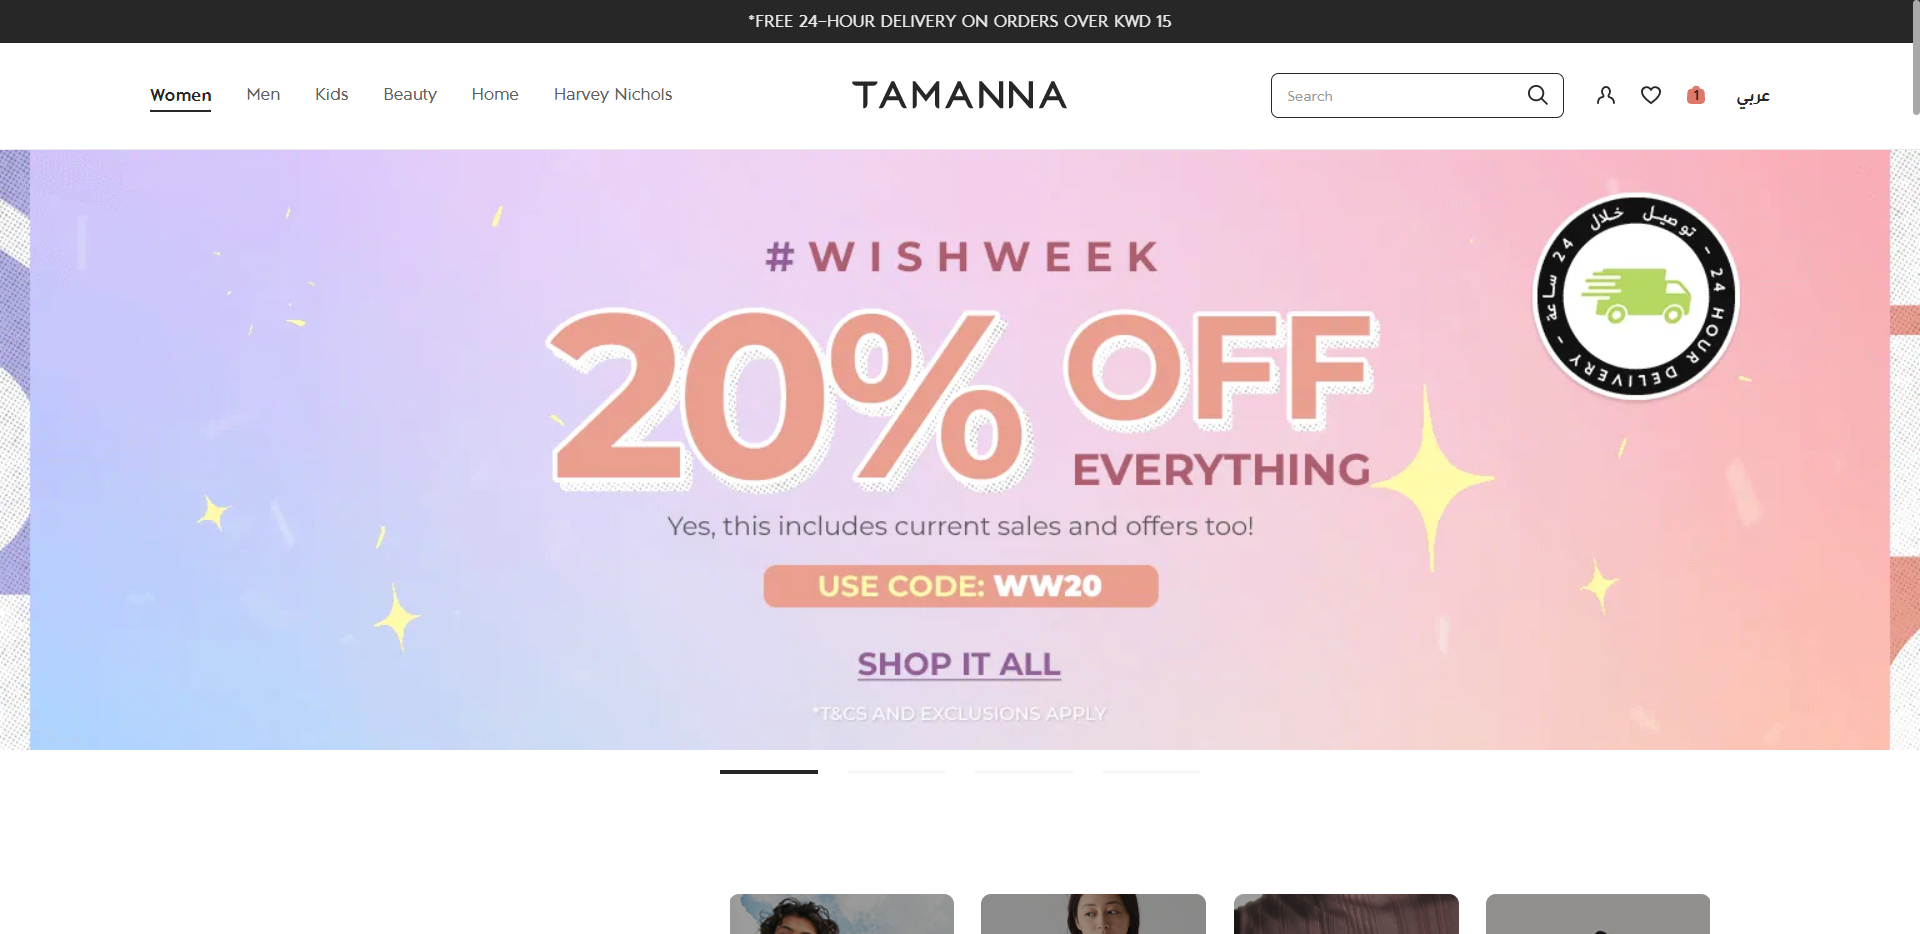 *FREE 24-HOUR DELIVERY ON ORDERS OVER KWD 15
Women
Men
Kids
Beauty
Home
Harvey Nichols
TAMANNA
Search
1
عربي
#WISHWEEK
20% OFF
EVERYTHING
Yes, this includes current sales and offers too!
USE CODE: WW20
SHOP IT ALL
*T&CS AND EXCLUSIONS APPLY
توصيل خلال 24 ساعة - 24 HOUR DELIVERY -